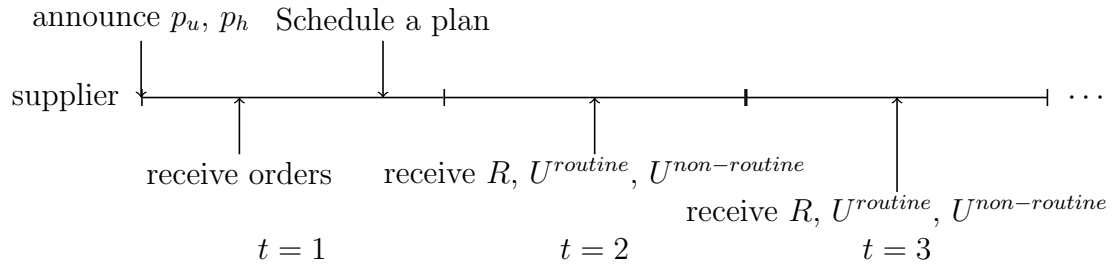 announce $p_u$, $p_h$ Schedule a plan
supplier ⋯
receive orders receive $R$, $U^{routine}$, $U^{non-routine}$
receive $R$, $U^{routine}$, $U^{non-routine}$
$t = 1$ $t = 2$ $t = 3$